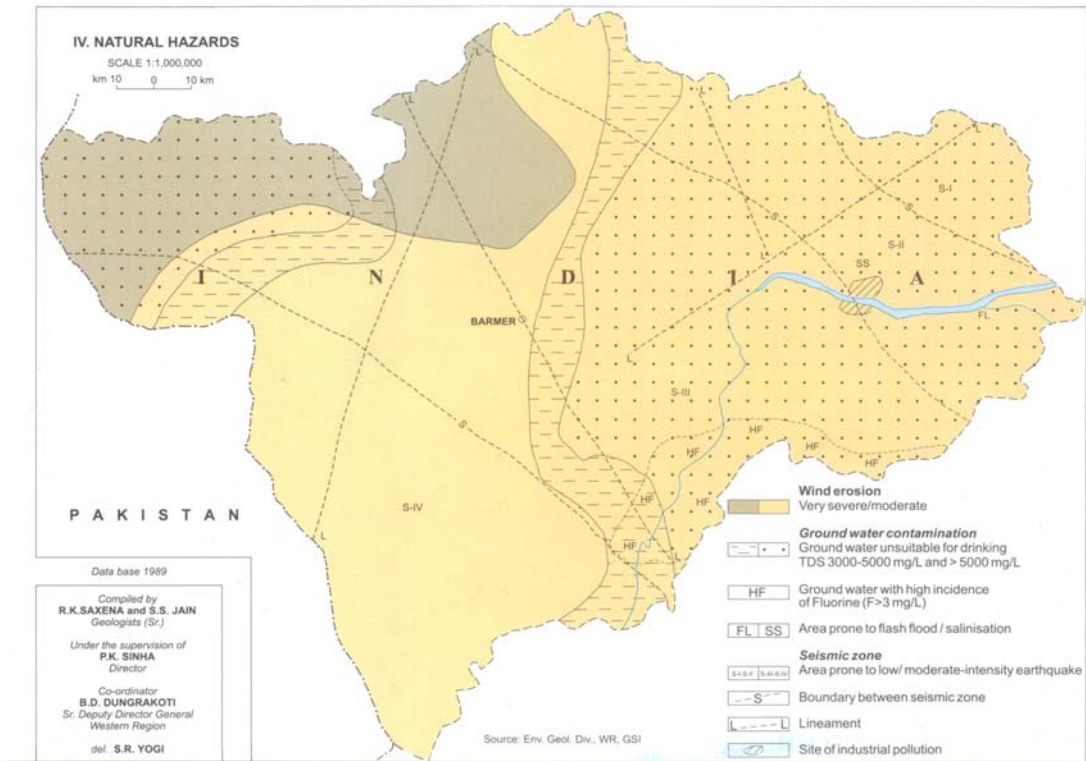 IV. NATURAL HAZARDS
SCALE 1:1,000,000
km 10 0 10 km
L
L
L
L
S-I
S
S
S-II
L
SS
I N D I A
FL
BARMER
L
S-III
HF
HF
HF
HF
HF
HF
HF
S
S-IV
L
L
L
PAKISTAN
Data base 1989
Compiled by
R.K.SAXENA and S.S. JAIN
Geologists (Sr.)
Under the supervision of
P.K. SINHA
Director
Co-ordinator
B.D. DUNGRAKOTI
Sr. Deputy Director General
Western Region
del. S.R. YOGI
Source: Env. Geol. Div., WR, GSI
Wind erosion
Very severe/moderate
Ground water contamination
Ground water unsuitable for drinking
TDS 3000-5000 mg/L and > 5000 mg/L
HF Ground water with high incidence
of Fluorine (F>3 mg/L)
FL SS Area prone to flash flood / salinisation
Seismic zone
Area prone to low/ moderate-intensity earthquake
S Boundary between seismic zone
L L Lineament
Site of industrial pollution